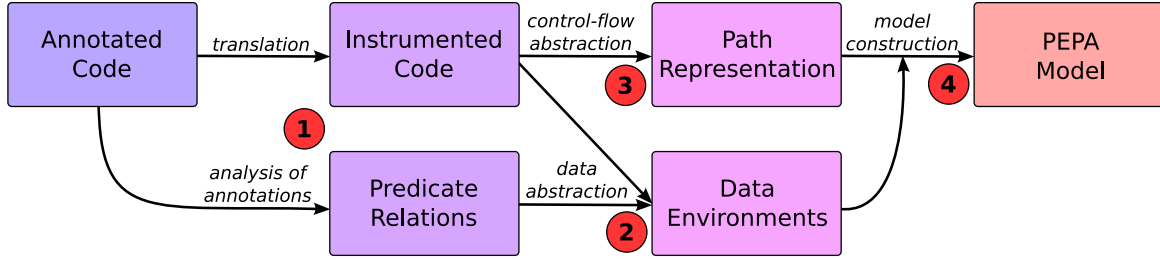 Annotated
Code
translation
Instrumented
Code
control-flow
abstraction
3
Path
Representation
model
construction
4
PEPA
Model
1
analysis of
annotations
Predicate
Relations
data
abstraction
2
Data
Environments